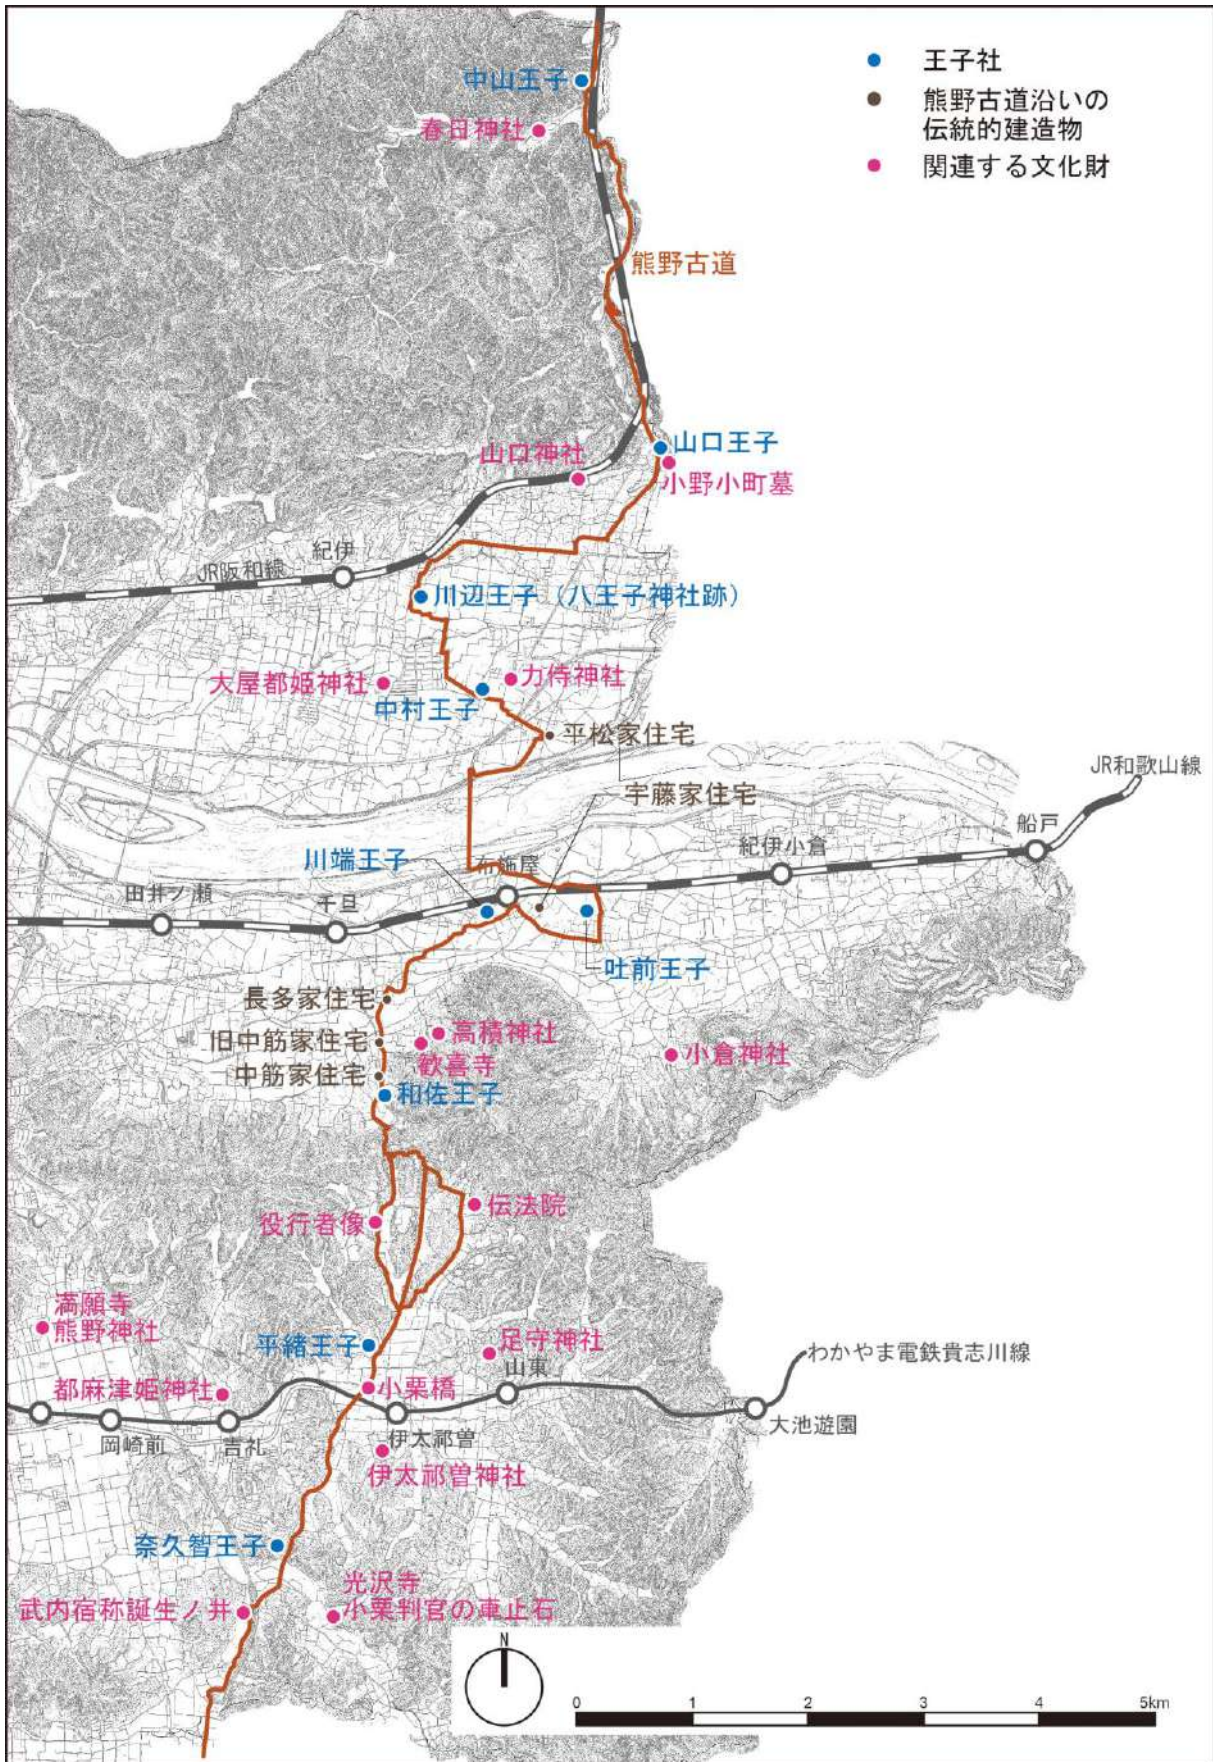 王子社
熊野古道沿いの
伝統的建造物
関連する文化財
中山王子
春日神社
熊野古道
山口王子
山口神社
小野小町墓
紀伊
JR阪和線
川辺王子（八王子神社跡）
力侍神社
大屋都姫神社
中村王子
平松家住宅
JR和歌山線
宇藤家住宅
船戸
紀伊小倉
川端王子
布施屋
田井ノ瀬
千旦
吐前王子
長多家住宅
高積神社
旧中筋家住宅
歓喜寺
小倉神社
中筋家住宅
和佐王子
伝法院
役行者像
満願寺
熊野神社
平緒王子
足守神社
山東
わかやま電鉄貴志川線
都麻津姫神社
小栗橋
大池遊園
岡崎前
吉礼
伊太祁曽
伊太祁曽神社
奈久智王子
光沢寺
小栗判官の車止石
武内宿祢誕生ノ井
N
0 1 2 3 4 5km